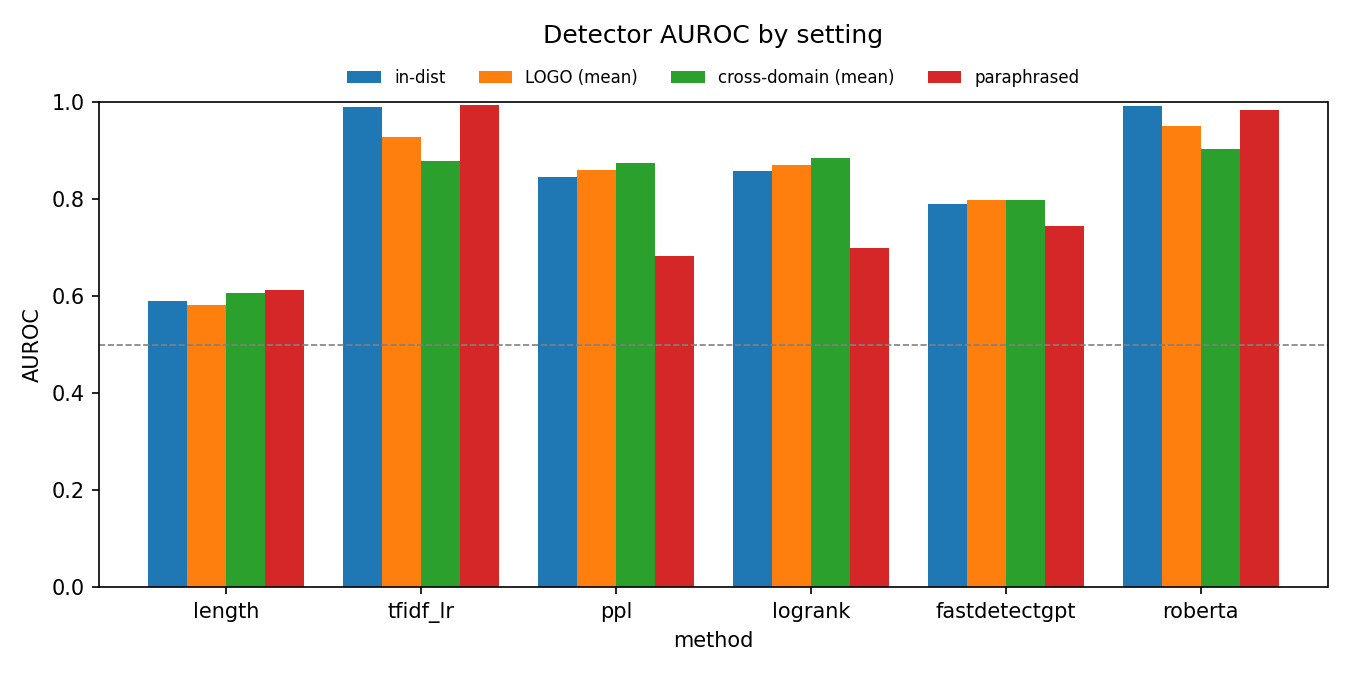 Detector AUROC by setting
in-dist LOGO (mean) cross-domain (mean) paraphrased
1.0
0.8
0.6
0.4
0.2
0.0
AUROC
length tfidf_lr ppl logrank fastdetectgpt roberta
method